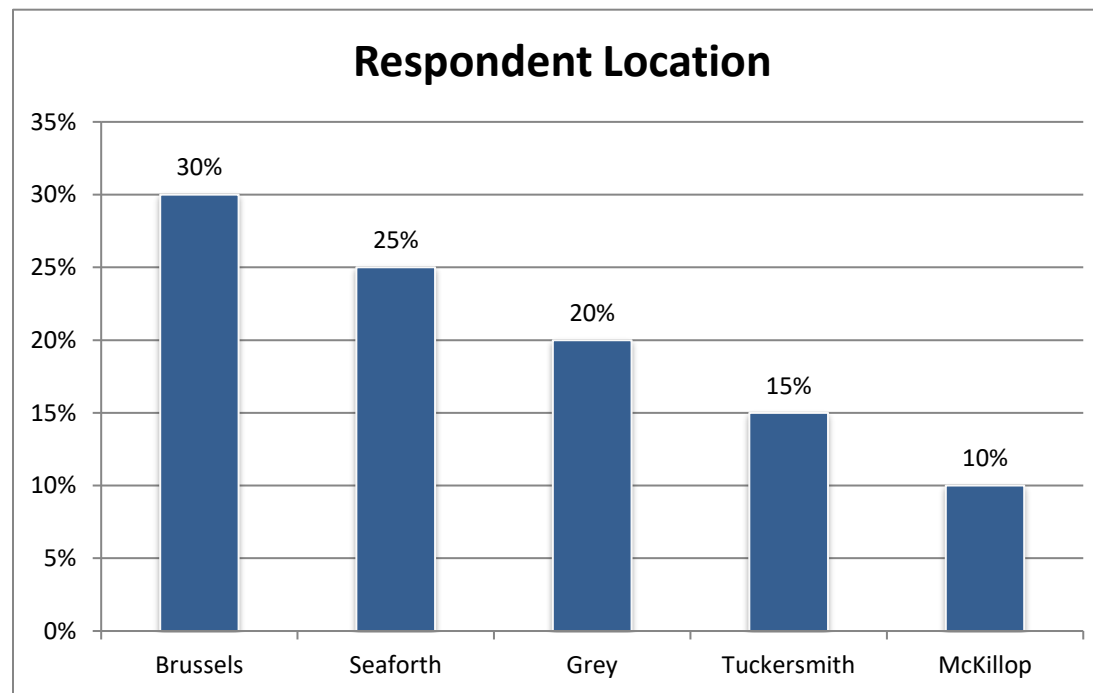 Respondent Location
35%
30%
25%
20%
15%
10%
5%
0%
30%
25%
20%
15%
10%
Brussels
Seaforth
Grey
Tuckersmith
McKillop